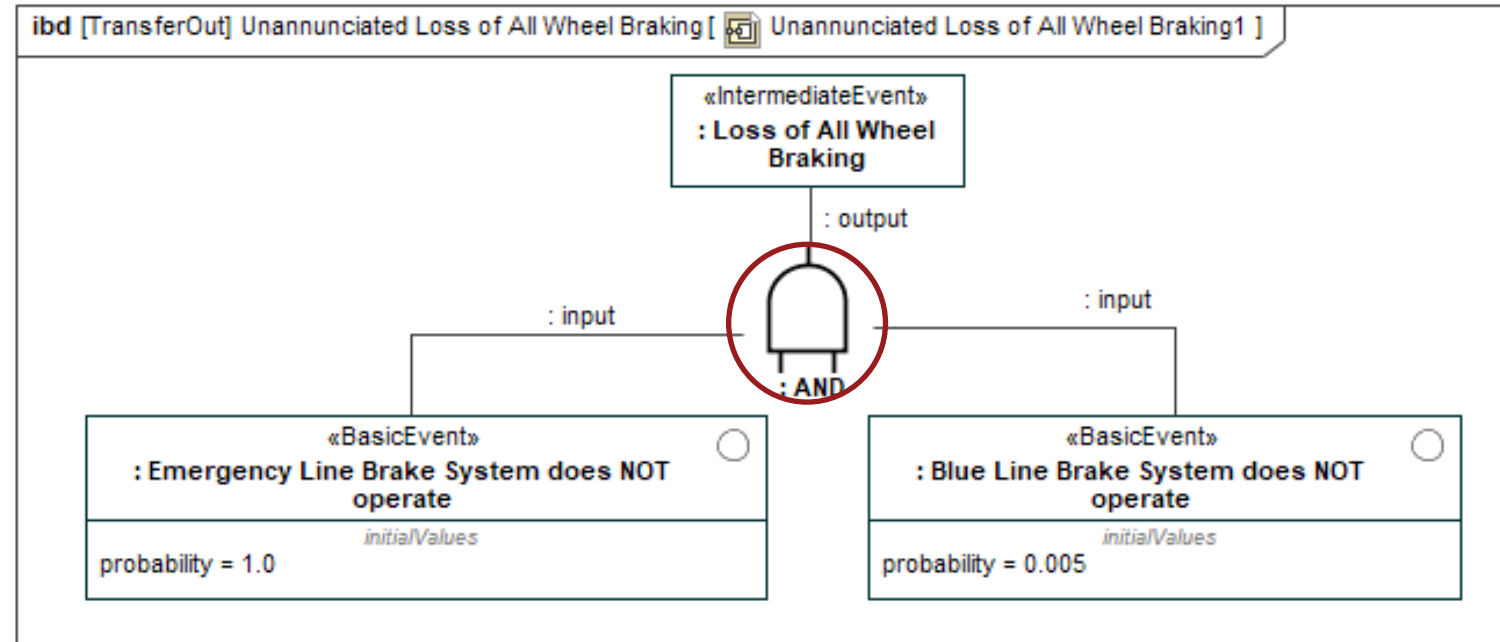 ibd [TransferOut] Unannunciated Loss of All Wheel Braking [ Unannunciated Loss of All Wheel Braking1 ]
«IntermediateEvent»
: Loss of All Wheel
Braking
: output
: input
: input
: AND
«BasicEvent»
: Emergency Line Brake System does NOT
operate
initialValues
probability = 1.0
«BasicEvent»
: Blue Line Brake System does NOT
operate
initialValues
probability = 0.005